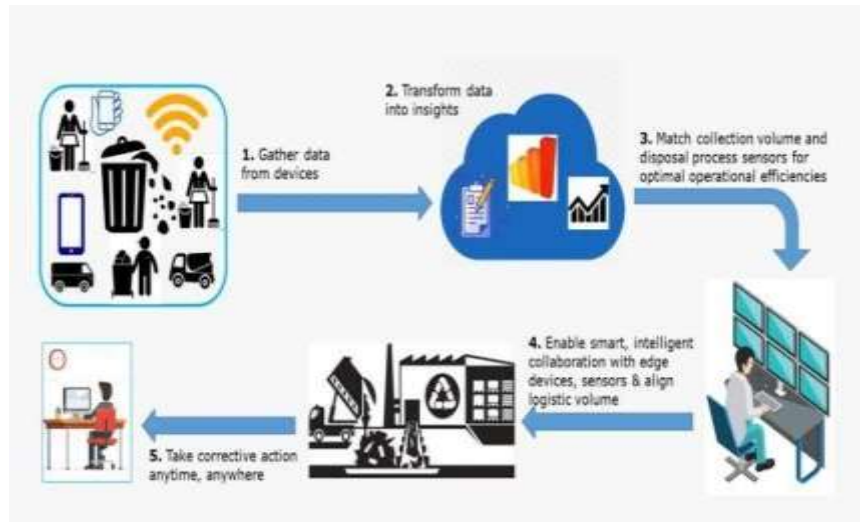 1. Gather data
from devices
2. Transform data
into insights
3. Match collection volume and
disposal process sensors for
optimal operational efficiencies
4. Enable smart, intelligent
collaboration with edge
devices, sensors & align
logistic volume
5. Take corrective action
anytime, anywhere